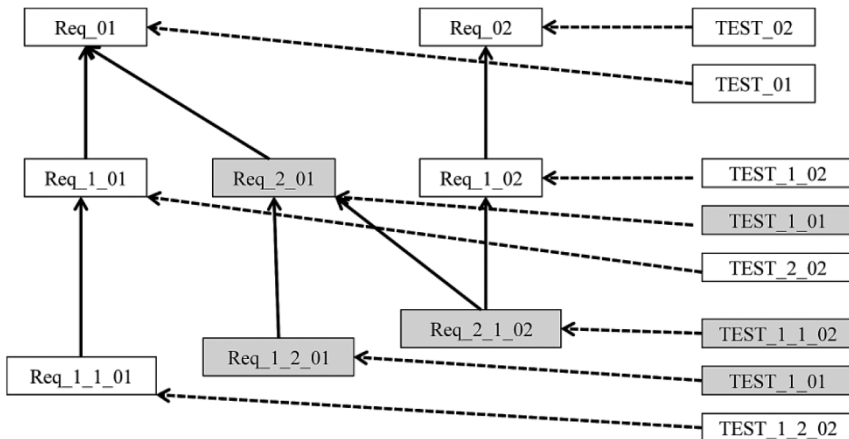 Req_01
Req_02
TEST_02
TEST_01
Req_1_01
Req_2_01
Req_1_02
TEST_1_02
TEST_1_01
TEST_2_02
Req_2_1_02
TEST_1_1_02
Req_1_2_01
Req_1_1_01
TEST_1_01
TEST_1_2_02